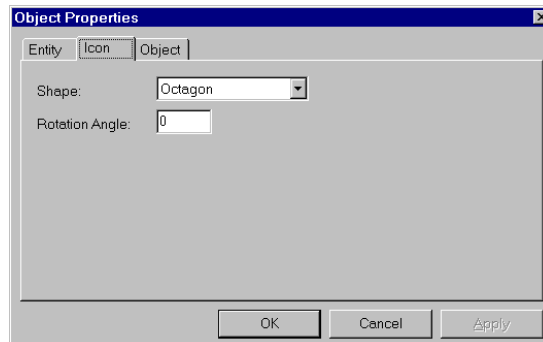 Object Properties
Entity Icon Object
Shape: Octagon
Rotation Angle: 0
OK Cancel Apply